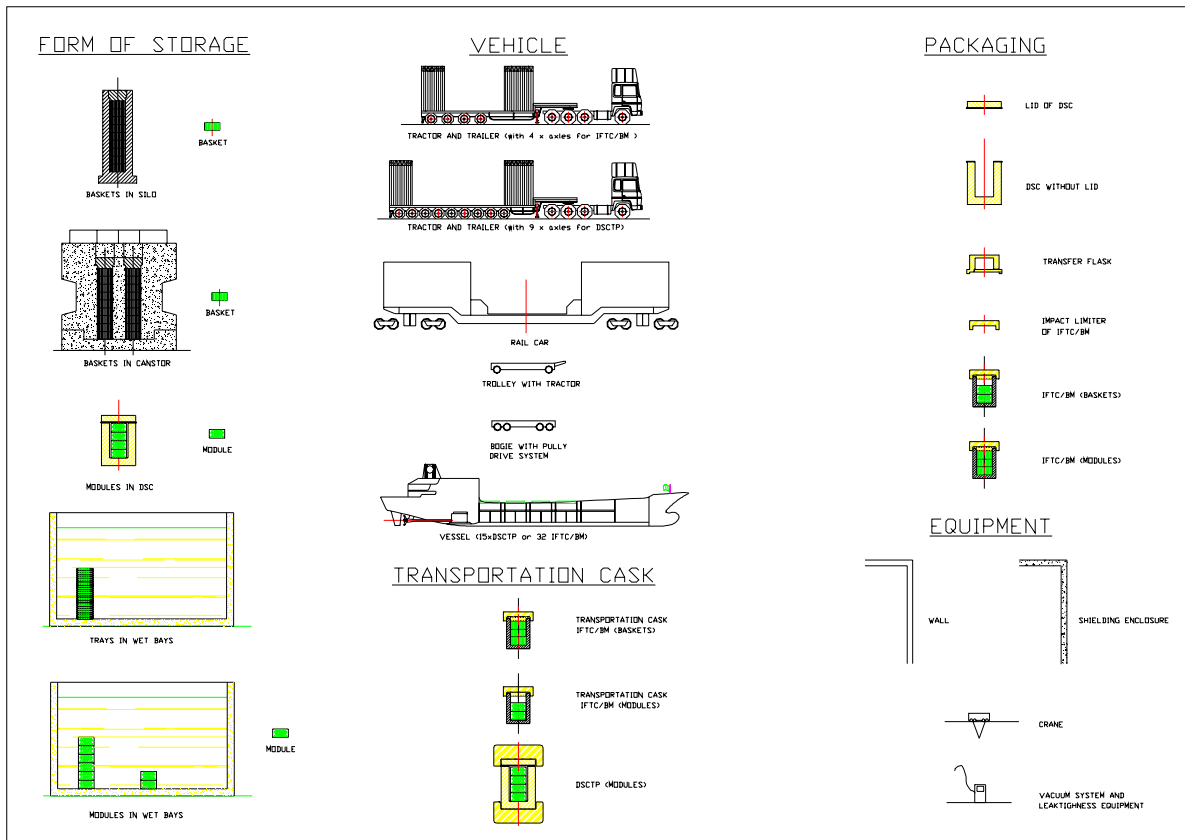 FORM OF STORAGE
BASKET
BASKETS IN SILO
BASKET
BASKETS IN CANSTOR
MODULE
MODULES IN DSC
TRAYS IN WET BAYS
MODULE
MODULES IN WET BAYS
VEHICLE
TRACTOR AND TRAILER (with 4 x axles for IFTC/BM )
TRACTOR AND TRAILER (with 9 x axles for DSCTP)
RAIL CAR
TROLLEY WITH TRACTOR
BOGIE WITH PULLY
DRIVE SYSTEM
VESSEL (15xDSCTP or 32 IFTC/BM)
TRANSPORTATION CASK
TRANSPORTATION CASK
IFTC/BM (BASKETS)
TRANSPORTATION CASK
IFTC/BM (MODULES)
DSCTP (MODULES)
PACKAGING
LID OF DSC
DSC WITHOUT LID
TRANSFER FLASK
IMPACT LIMITER
OF IFTC/BM
IFTC/BM (BASKETS)
IFTC/BM (MODULES)
EQUIPMENT
WALL
SHIELDING ENCLOSURE
CRANE
VACUUM SYSTEM AND
LEAKTIGHNESS EQUIPMENT